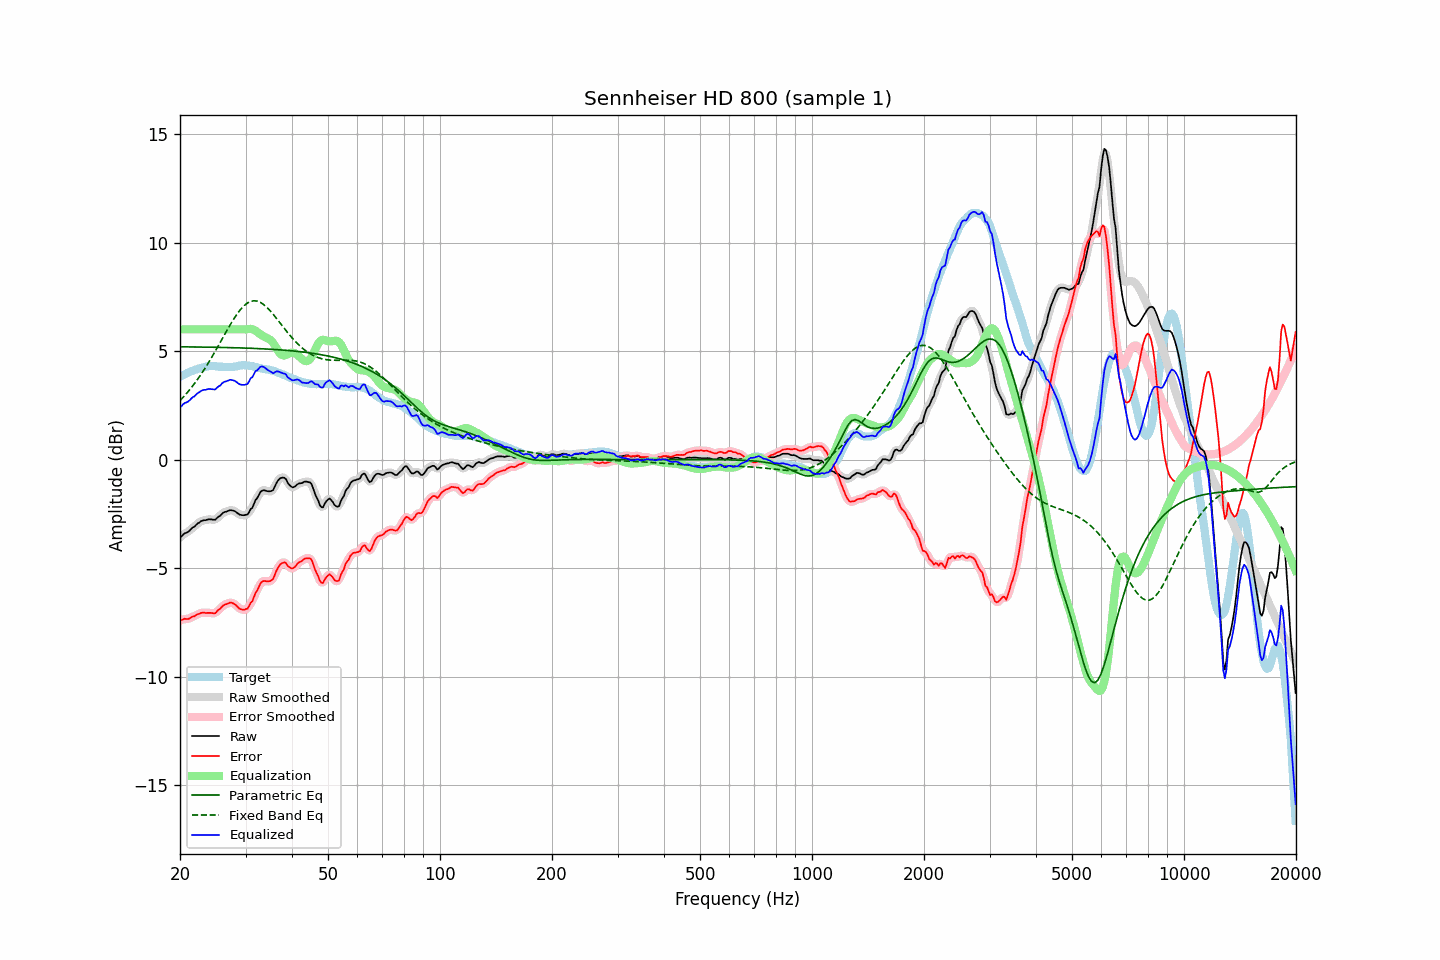 Sennheiser HD 800 (sample 1)
15
10
5
0
−5
−10
−15
Amplitude (dBr)
Target
Raw Smoothed
Error Smoothed
Raw
Error
Equalization
Parametric Eq
Fixed Band Eq
Equalized
20 50 100 200 500 1000 2000 5000 10000 20000
Frequency (Hz)